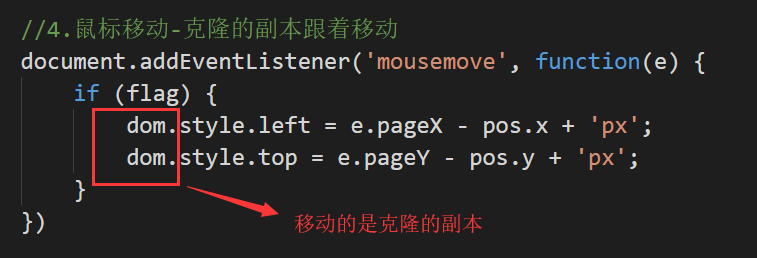 //4.鼠标移动-克隆的副本跟着移动
document.addEventListener('mousemove', function(e) {
if (flag) {
dom.style.left = e.pageX - pos.x + 'px';
dom.style.top = e.pageY - pos.y + 'px';
}
})
移动的是克隆的副本